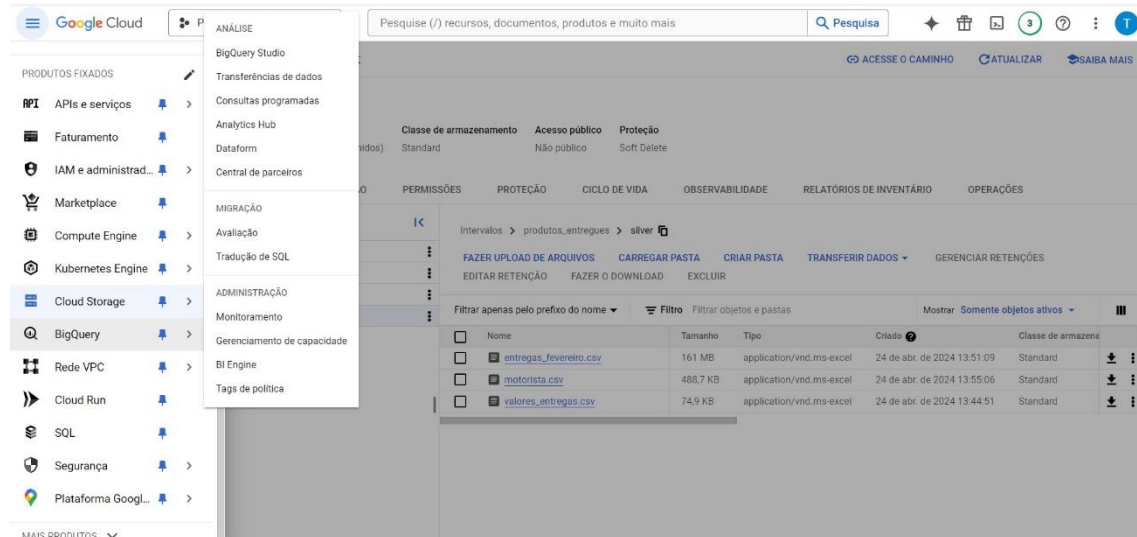 Google Cloud
P
Pesquise (/) recursos, documentos, produtos e muito mais
Pesquisa
3
T
PRODUTOS FIXADOS
API APIs e serviços
Faturamento
IAM e administrad...
Marketplace
Compute Engine
Kubernetes Engine
Cloud Storage
BigQuery
Rede VPC
Cloud Run
SQL
Segurança
Plataforma Googl...
MAIS PRODUTOS
ANÁLISE
BigQuery Studio
Transferências de dados
Consultas programadas
Analytics Hub
Dataform
Central de parceiros
MIGRAÇÃO
Avaliação
Tradução de SQL
ADMINISTRAÇÃO
Monitoramento
Gerenciamento de capacidade
BI Engine
Tags de política
ACESSE O CAMINHO ATUALIZAR SAIBA MAIS
Classe de armazenamento Acesso público Proteção
nidos) Standard Não público Soft Delete
PERMISSÕES PROTEÇÃO CICLO DE VIDA OBSERVABILIDADE RELATÓRIOS DE INVENTÁRIO OPERAÇÕES
Intervalos > produtos_entregues > silver
FAZER UPLOAD DE ARQUIVOS CARREGAR PASTA CRIAR PASTA TRANSFERIR DADOS GERENCIAR RETENÇÕES
EDITAR RETENÇÃO FAZER O DOWNLOAD EXCLUIR
Filtrar apenas pelo prefixo do nome Filtro Filtrar objetos e pastas Mostrar Somente objetos ativos
Nome Tamanho Tipo Criado Classe de armazena
entregas_fevereiro.csv 161 MB application/vnd.ms-excel 24 de abr. de 2024 13:51:09 Standard
motorista.csv 488,7 KB application/vnd.ms-excel 24 de abr. de 2024 13:55:06 Standard
valores_entregas.csv 74,9 KB application/vnd.ms-excel 24 de abr. de 2024 13:44:51 Standard